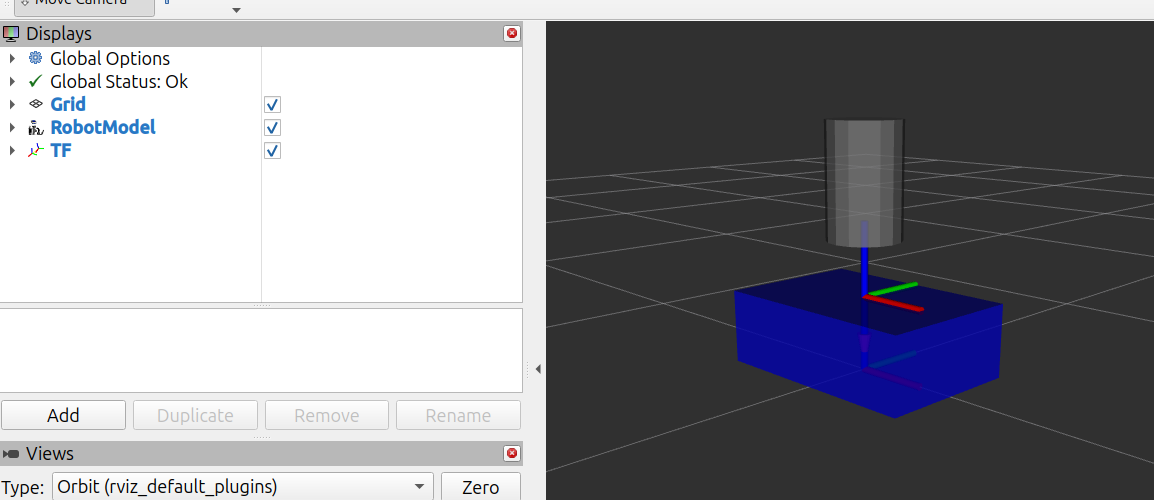 Move Camera
Displays
Global Options
Global Status: Ok
Grid
RobotModel
TF
Add
Duplicate
Remove
Rename
Views
Type:
Orbit (rviz_default_plugins)
Zero